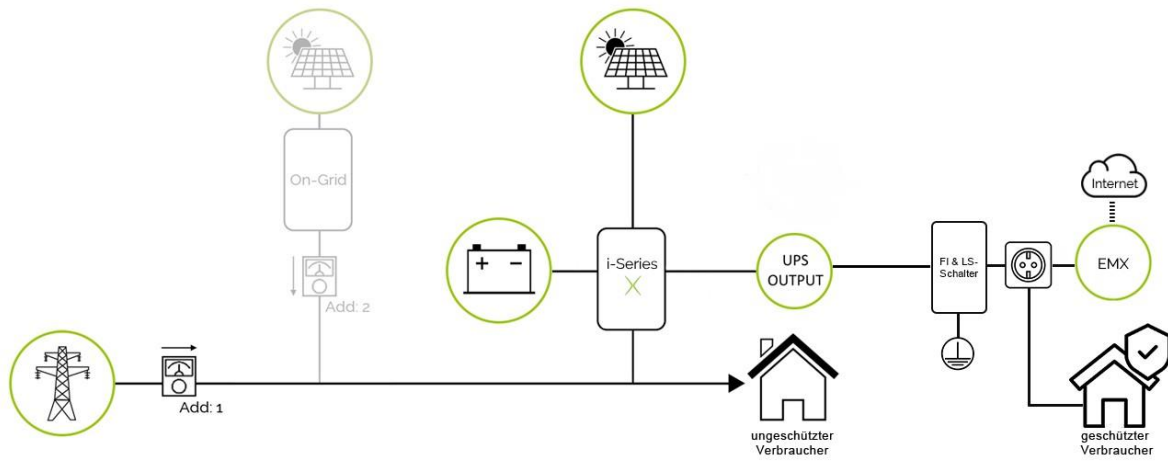 On-Grid
Add: 2
+ -
i-Series
X
UPS
OUTPUT
FI & LS-
Schalter
Internet
EMX
Add: 1
ungeschützter
Verbraucher
geschützter
Verbraucher